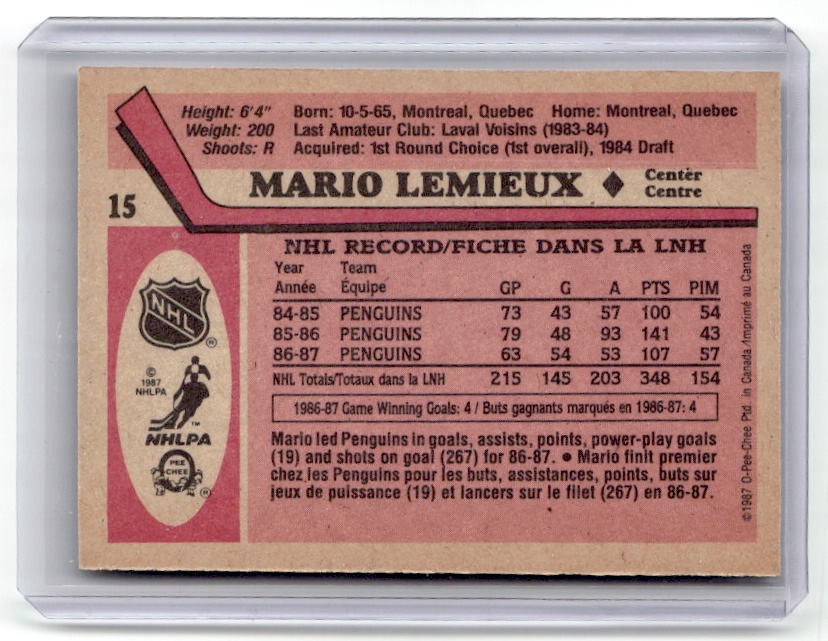 Height: 6'4" Born: 10-5-65, Montreal, Quebec Home: Montreal, Quebec
Weight: 200 Last Amateur Club: Laval Voisins (1983-84)
Shoots: R Acquired: 1st Round Choice (1st overall), 1984 Draft
MARIO LEMIEUX ♦ Center
Centre
15
NHL RECORD/FICHE DANS LA LNH
Year Team
Année Équipe GP G A PTS PIM
84-85 PENGUINS 73 43 57 100 54
85-86 PENGUINS 79 48 93 141 43
86-87 PENGUINS 63 54 53 107 57
NHL Totals/Totaux dans la LNH 215 145 203 348 154
1986-87 Game Winning Goals: 4 / Buts gagnants marqués en 1986-87: 4
Mario led Penguins in goals, assists, points, power-play goals
(19) and shots on goal (267) for 86-87. ● Mario finit premier
chez les Penguins pour les buts, assistances, points, buts sur
jeux de puissance (19) et lancers sur le filet (267) en 86-87.
NHL
®
©
1987
NHLPA
™
NHLPA
O
PEE
CHEE
®
©1987 O-Pee-Chee Ptd. in Canada/Imprimé au Canada